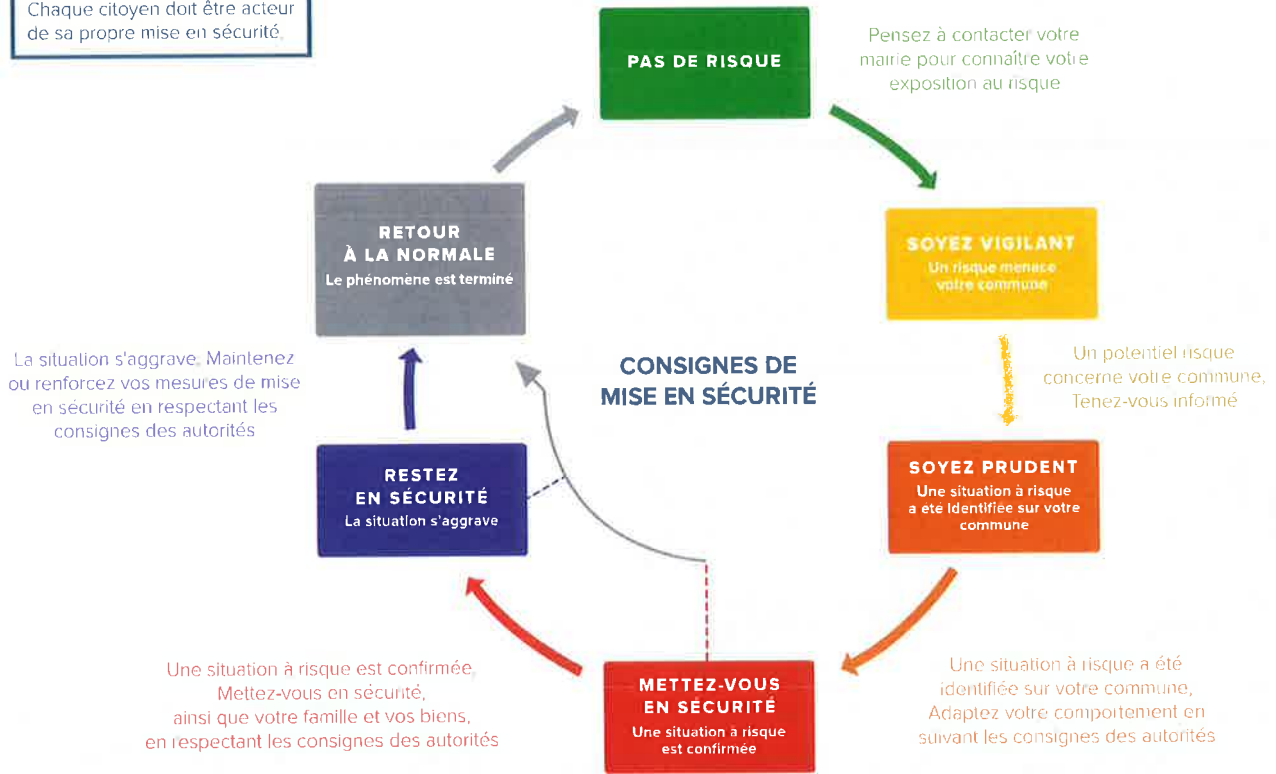 Chaque citoyen doit être acteur
de sa propre mise en sécurité.
PAS DE RISQUE
Pensez à contacter votre
mairie pour connaître votre
exposition au risque
SOYEZ VIGILANT
Un risque menace
votre commune
Un potentiel risque
concerne votre commune,
Tenez-vous informé
SOYEZ PRUDENT
Une situation à risque
a été identifiée sur votre
commune
Une situation à risque a été
identifiée sur votre commune,
Adaptez votre comportement en
suivant les consignes des autorités
METTEZ-VOUS
EN SÉCURITÉ
Une situation à risque
est confirmée
Une situation à risque est confirmée,
Mettez-vous en sécurité,
ainsi que votre famille et vos biens,
en respectant les consignes des autorités
RESTEZ
EN SÉCURITÉ
La situation s'aggrave
La situation s'aggrave. Maintenez
ou renforcez vos mesures de mise
en sécurité en respectant les
consignes des autorités
RETOUR
À LA NORMALE
Le phénomène est terminé
CONSIGNES DE
MISE EN SÉCURITÉ